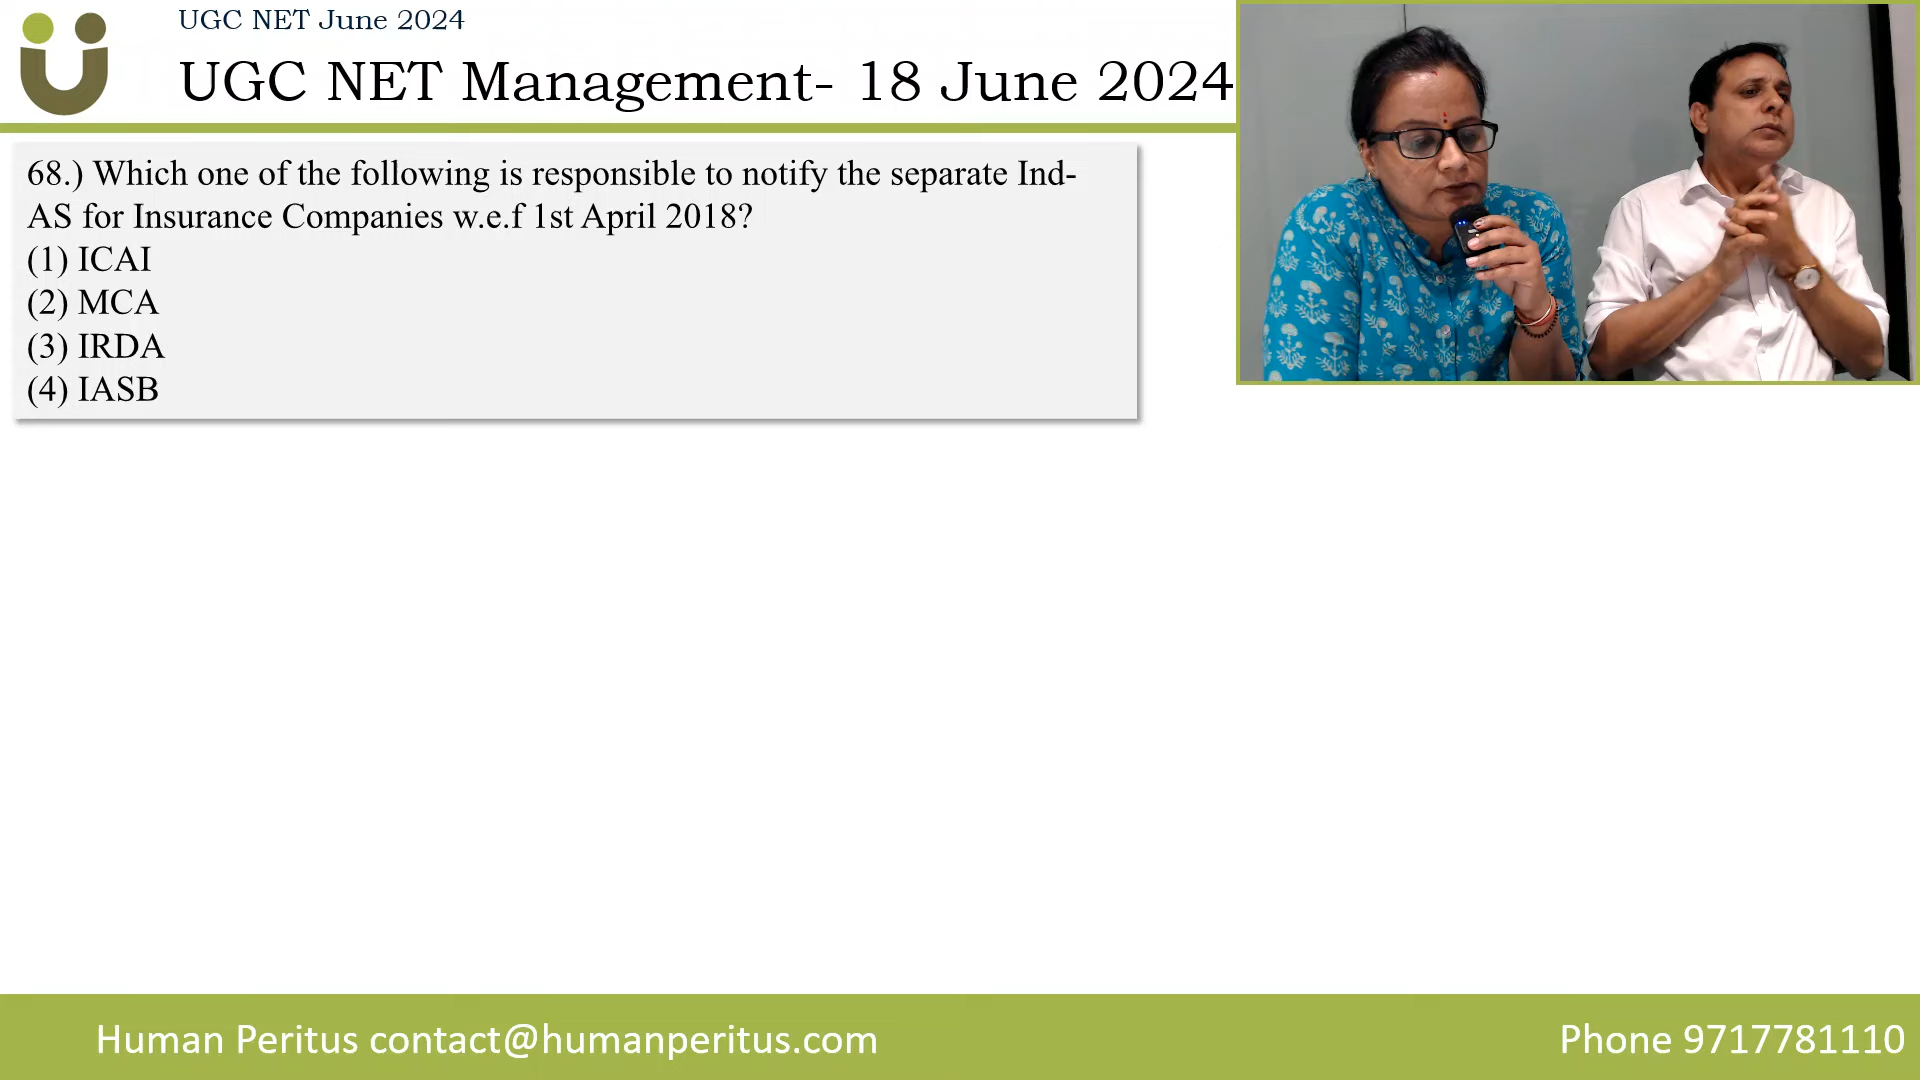 UGC NET June 2024
UGC NET Management- 18 June 2024
68.) Which one of the following is responsible to notify the separate Ind-
AS for Insurance Companies w.e.f 1st April 2018?
(1) ICAI
(2) MCA
(3) IRDA
(4) IASB
Human Peritus contact@humanperitus.com
Phone 9717781110